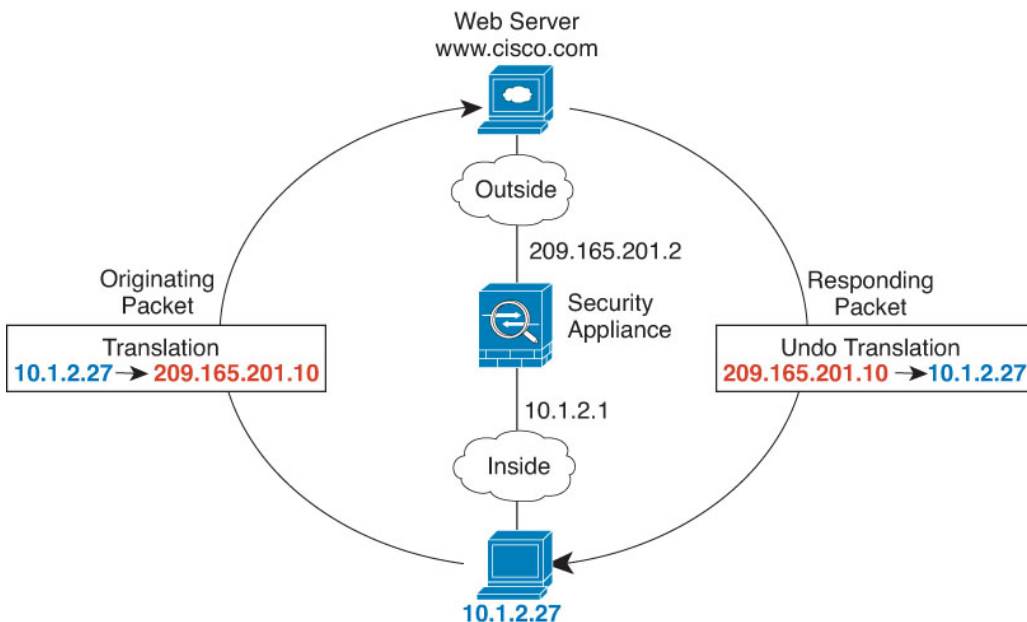 Web Server
www.cisco.com
Outside
209.165.201.2
Originating
Packet
Translation
10.1.2.27 → 209.165.201.10
Security
Appliance
Responding
Packet
Undo Translation
209.165.201.10 → 10.1.2.27
10.1.2.1
Inside
10.1.2.27